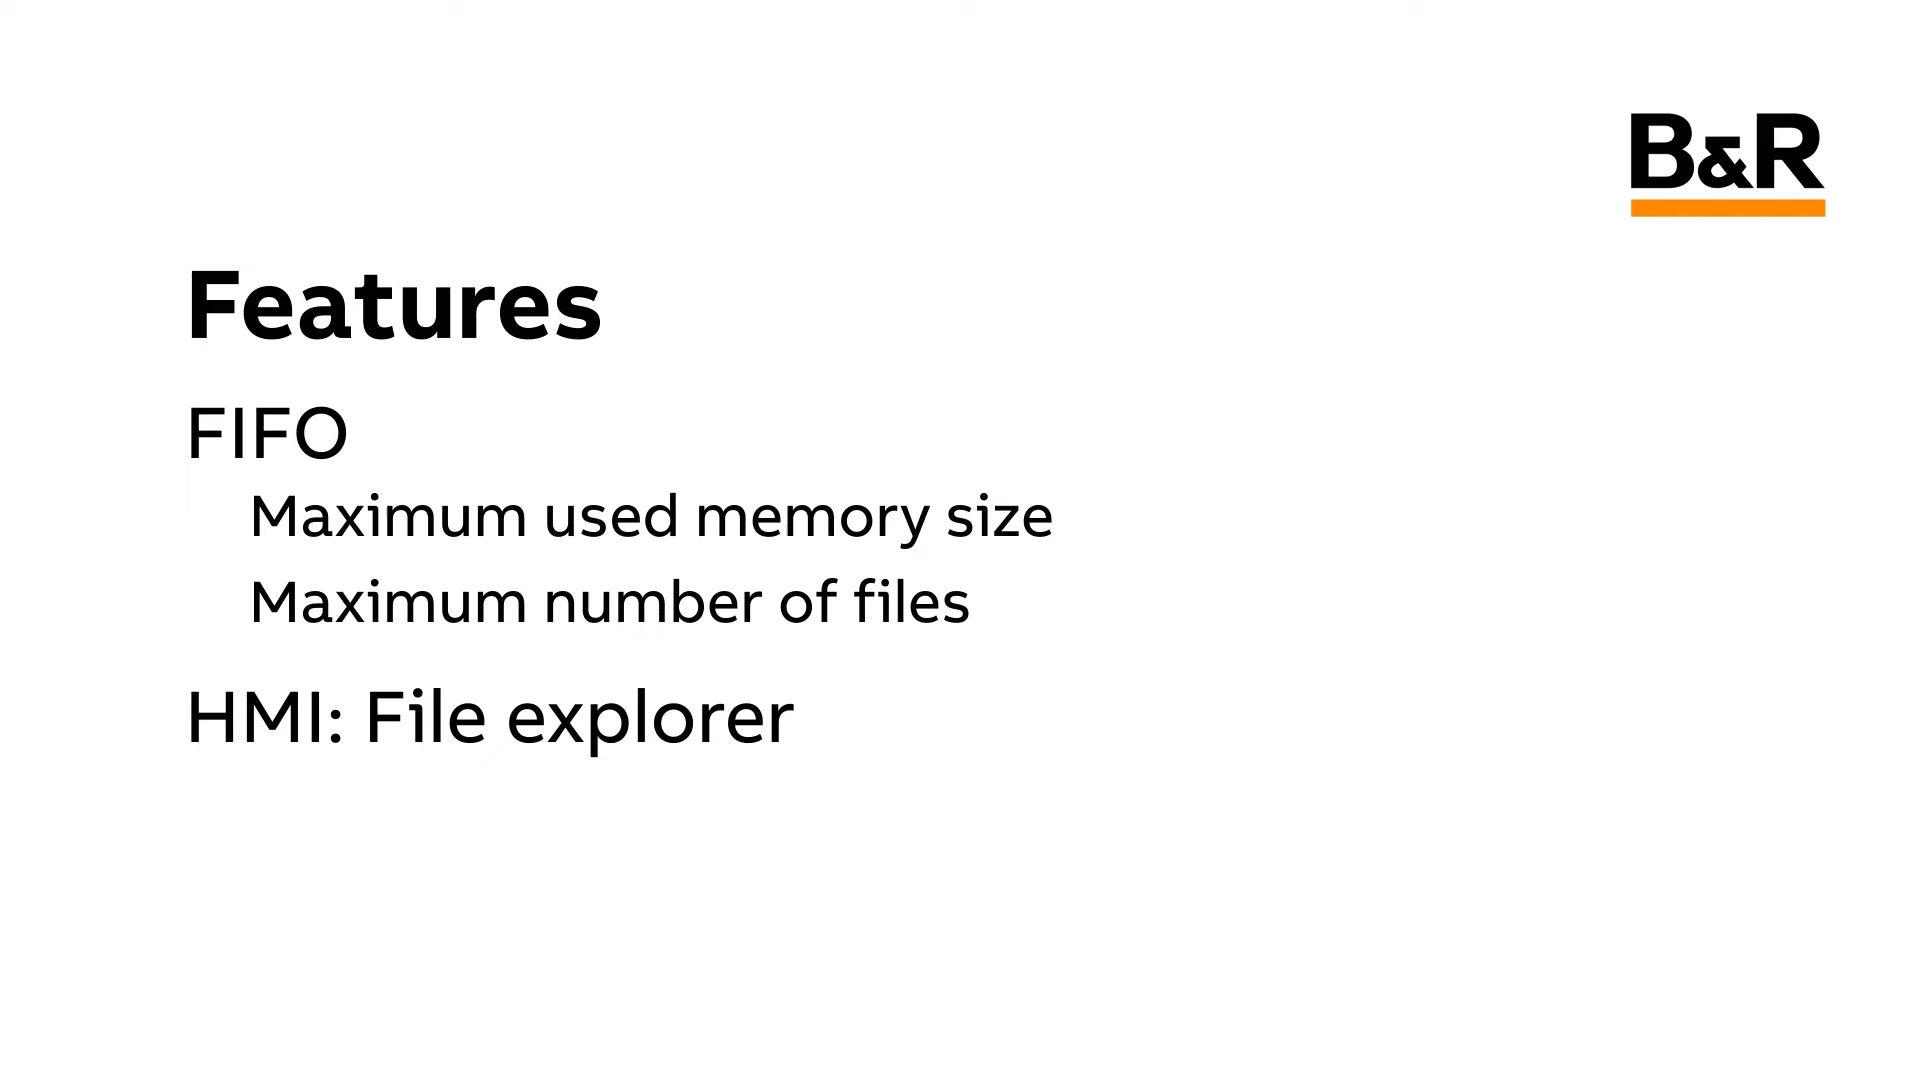 B&R
Features
FIFO
Maximum used memory size
Maximum number of files
HMI: File explorer